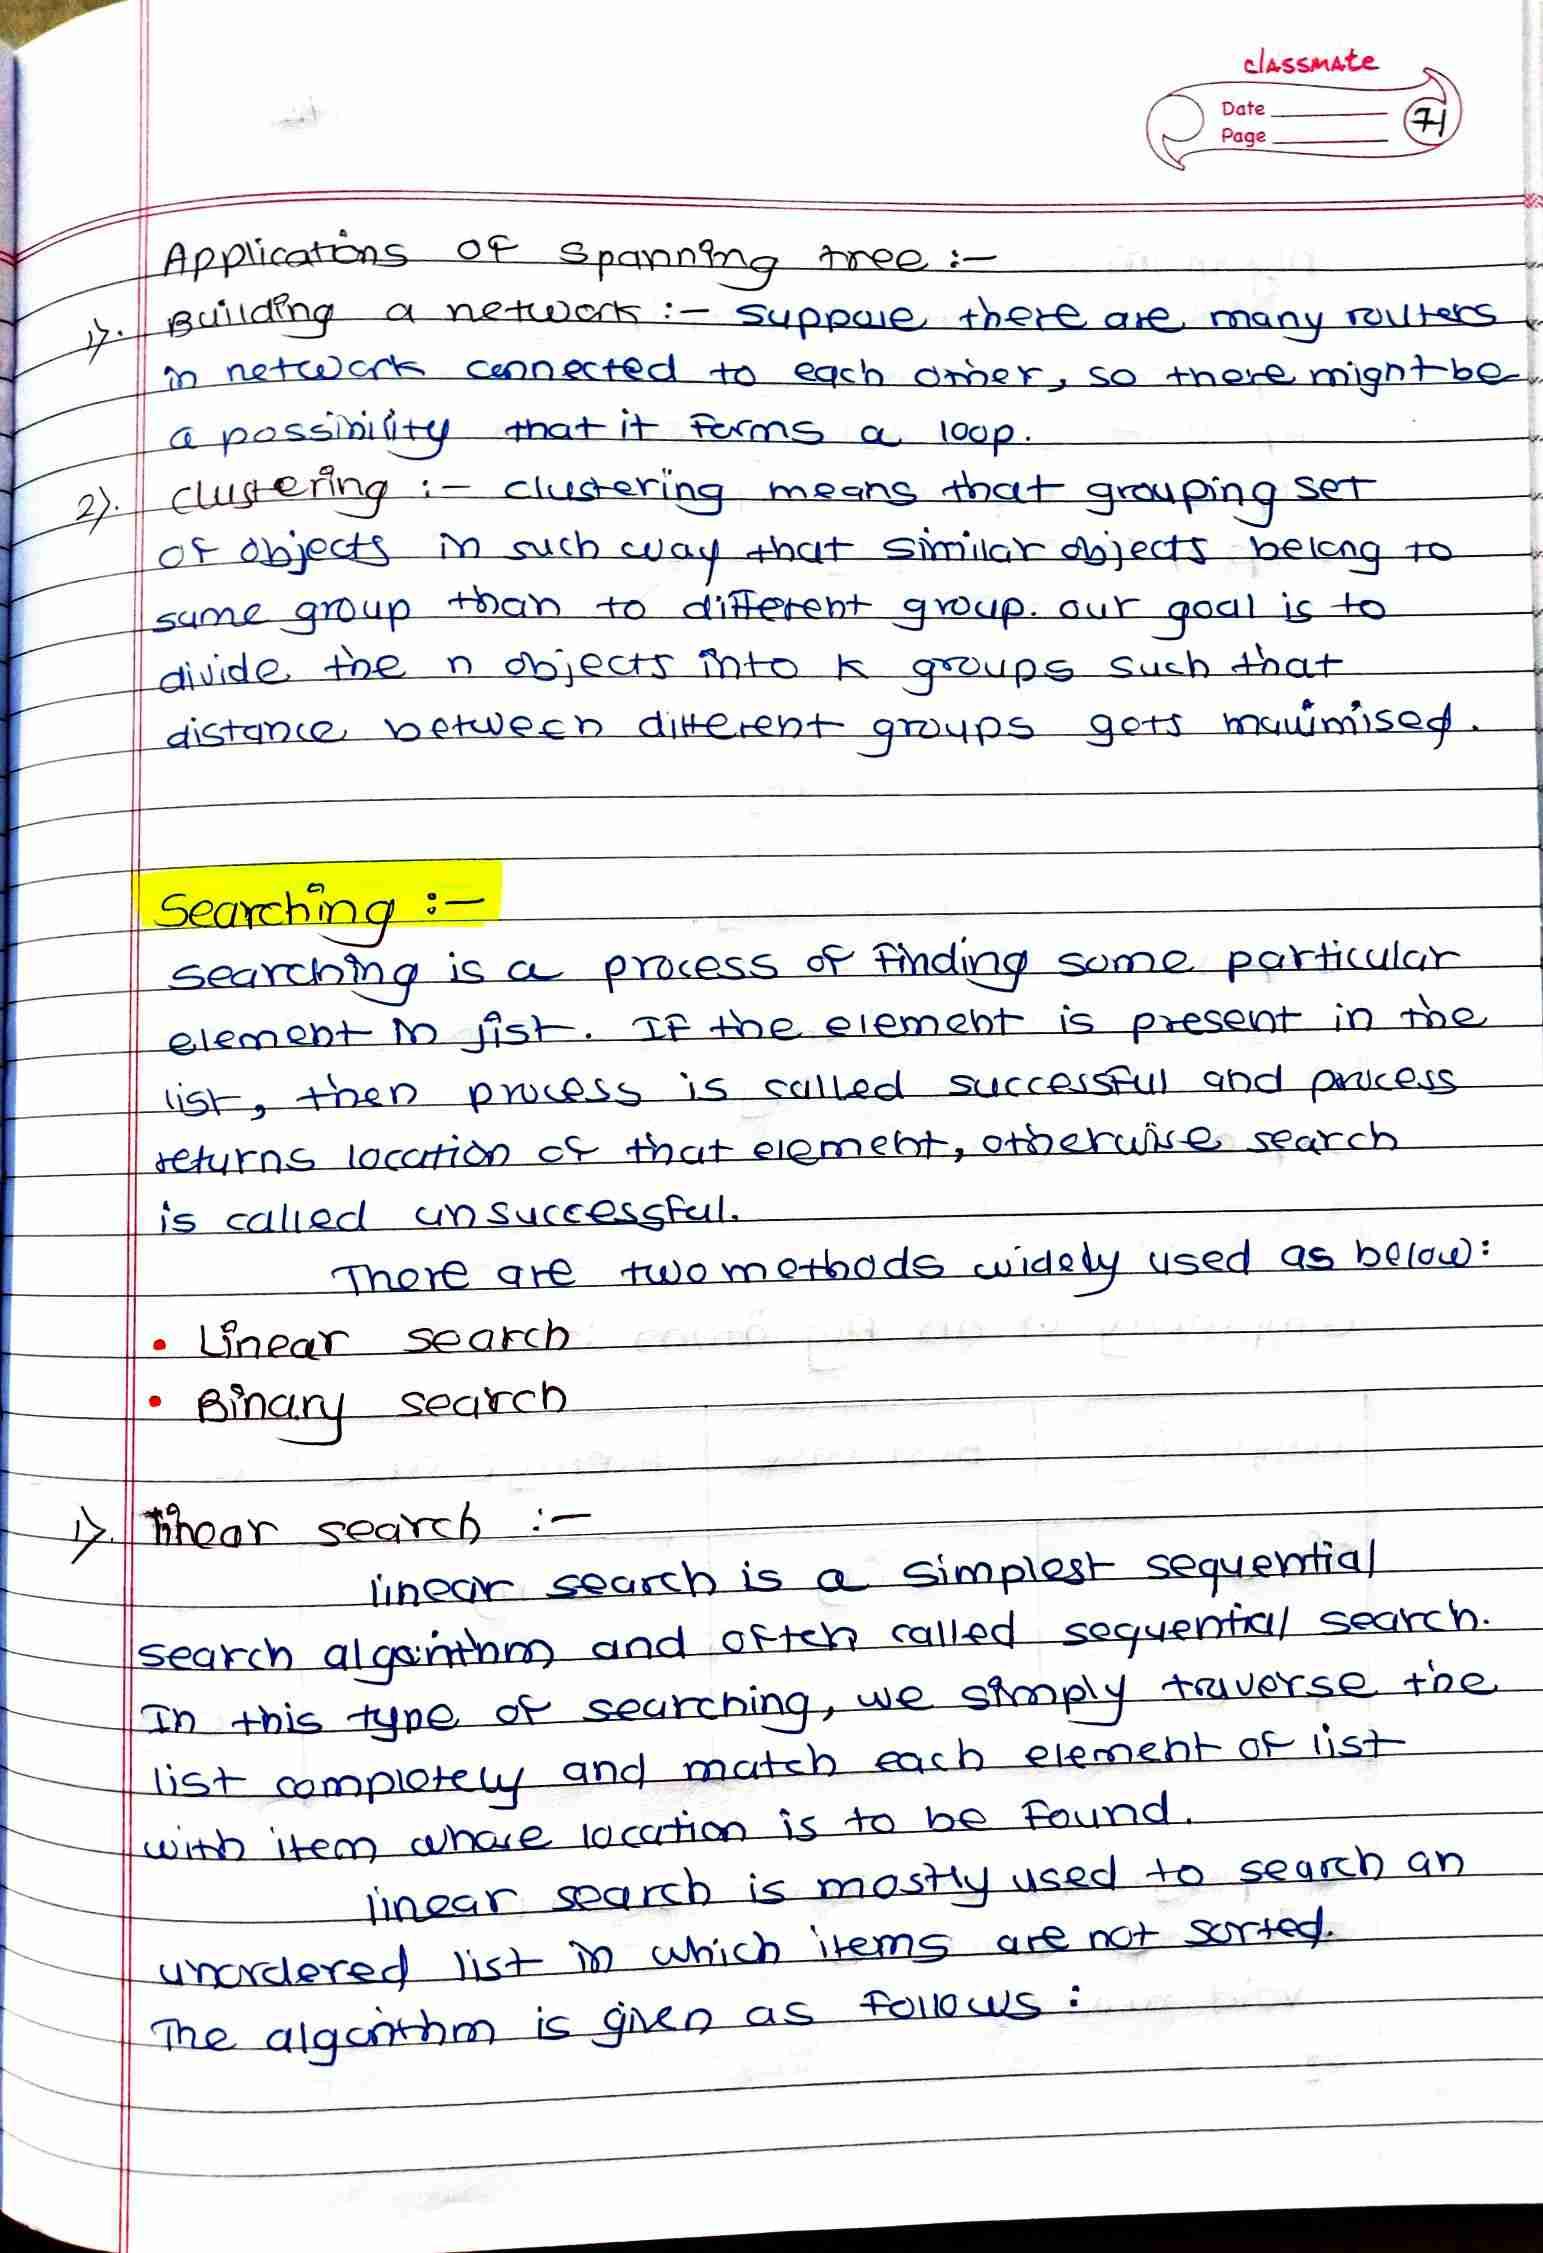 classmate
Date
Page
71
Applications of spanning tree :-
1). Building a network :- suppose there are many routers
in network connected to each other, so there might be
a possibility that it forms a loop.
2). clustering :- clustering means that grouping set
of objects in such way that similar objects belong to
same group than to different group. our goal is to
divide the n objects into k groups such that
distance between different groups gets maximised.
Searching :-
searching is a process of finding some particular
element in list. If the element is present in the
list, then process is called successful and process
returns location of that element, otherwise search
is called unsuccessful.
There are two methods widely used as below:
• Linear search
• Binary search
1). linear search :-
linear search is a simplest sequential
search algorithm and often called sequential search.
In this type of searching, we simply traverse the
list completely and match each element of list
with item whose location is to be found.
linear search is mostly used to search an
unordered list in which items are not sorted.
The algorithm is given as follows: